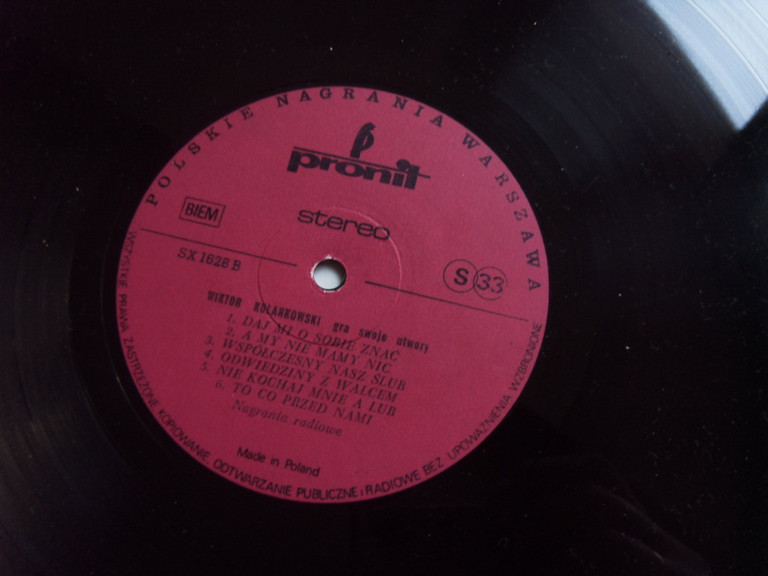 POLSKIE NAGRANIA WARSZAWA
pronit
stereo
BIEM
SX 1628 B
S 33
WIKTOR KOLANKOWSKI gra swoje utwory
1. DAJ MI O SOBIE ZNAĆ
2. A MY NIE MAMY NIC
3. WSPÓŁCZESNY NASZ ŚLUB
4. ODWIEDZINY Z WALCEM
5. NIE KOCHAJ MNIE A LUB
6. TO CO PRZED NAMI
Nagrania radiowe
Made in Poland
WSZYSTKIE PRAWA ZASTRZEŻONE KOPIOWANIE ODTWARZANIE PUBLICZNE I RADIOWE BEZ UPOWAŻNIENIA WZBRONIONE